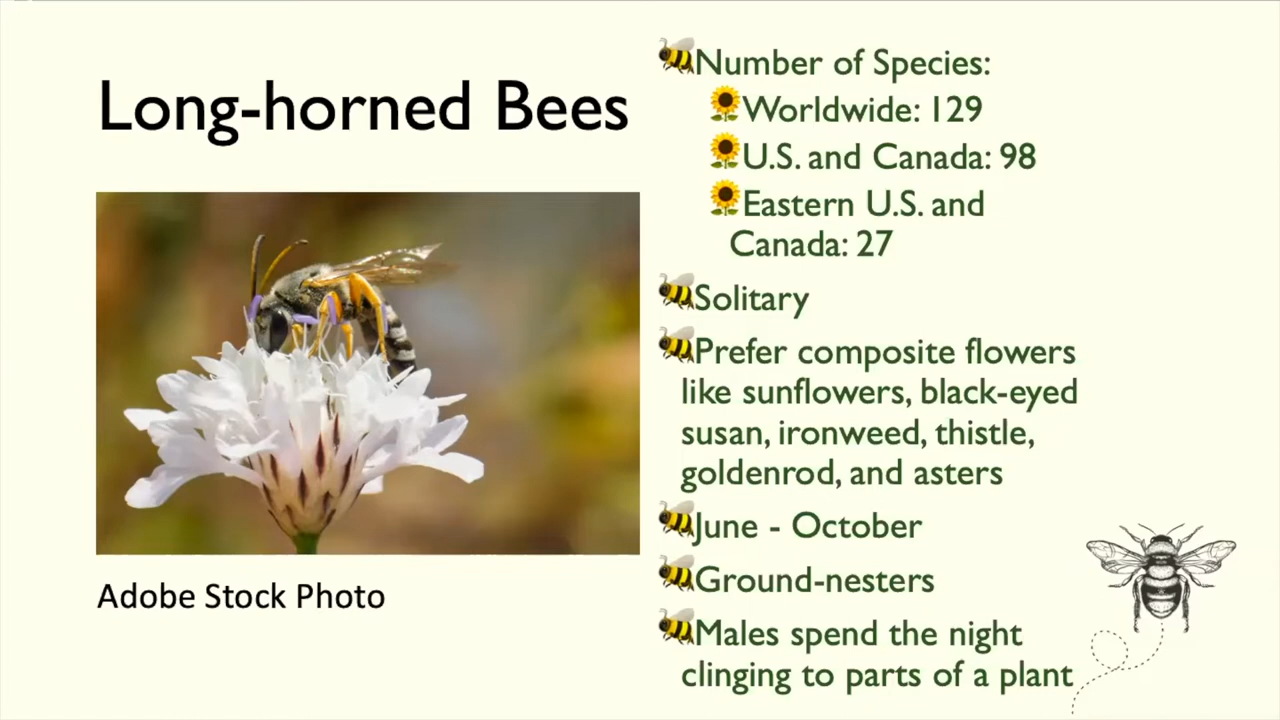 Long-horned Bees
Adobe Stock Photo
Number of Species:
Worldwide: 129
U.S. and Canada: 98
Eastern U.S. and
Canada: 27
Solitary
Prefer composite flowers
like sunflowers, black-eyed
susan, ironweed, thistle,
goldenrod, and asters
June - October
Ground-nesters
Males spend the night
clinging to parts of a plant